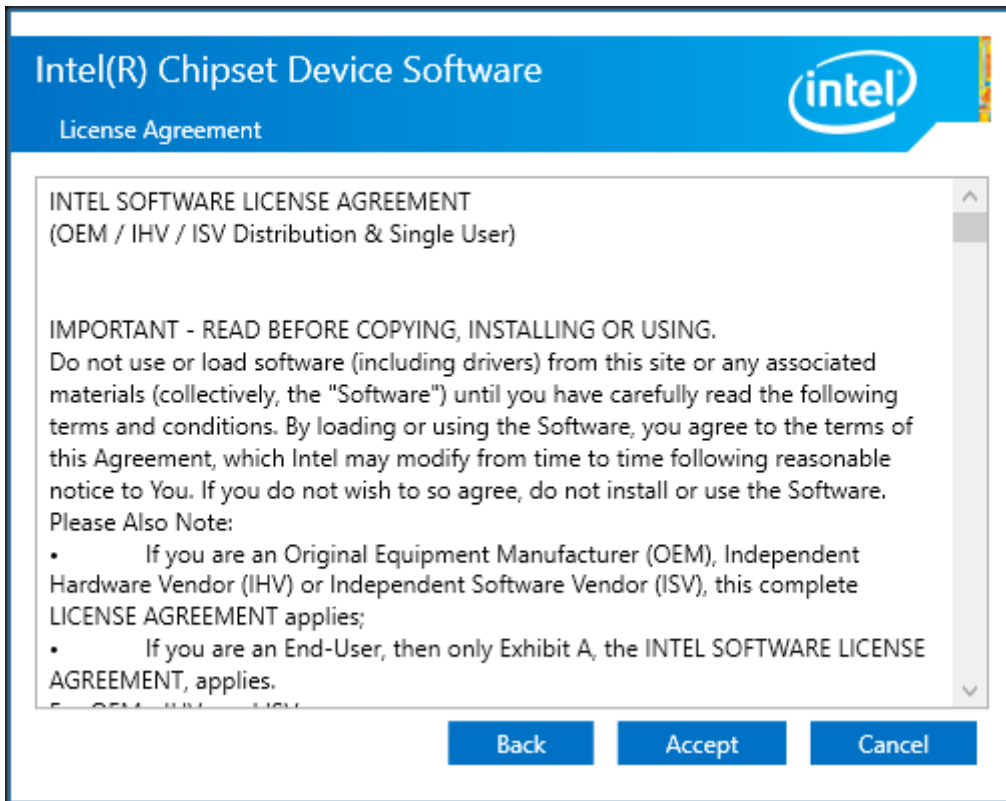 Intel(R) Chipset Device Software
intel
License Agreement
INTEL SOFTWARE LICENSE AGREEMENT
(OEM / IHV / ISV Distribution & Single User)
IMPORTANT - READ BEFORE COPYING, INSTALLING OR USING.
Do not use or load software (including drivers) from this site or any associated
materials (collectively, the "Software") until you have carefully read the following
terms and conditions. By loading or using the Software, you agree to the terms of
this Agreement, which Intel may modify from time to time following reasonable
notice to You. If you do not wish to so agree, do not install or use the Software.
Please Also Note:
• If you are an Original Equipment Manufacturer (OEM), Independent
Hardware Vendor (IHV) or Independent Software Vendor (ISV), this complete
LICENSE AGREEMENT applies;
• If you are an End-User, then only Exhibit A, the INTEL SOFTWARE LICENSE
AGREEMENT, applies.
Back Accept Cancel